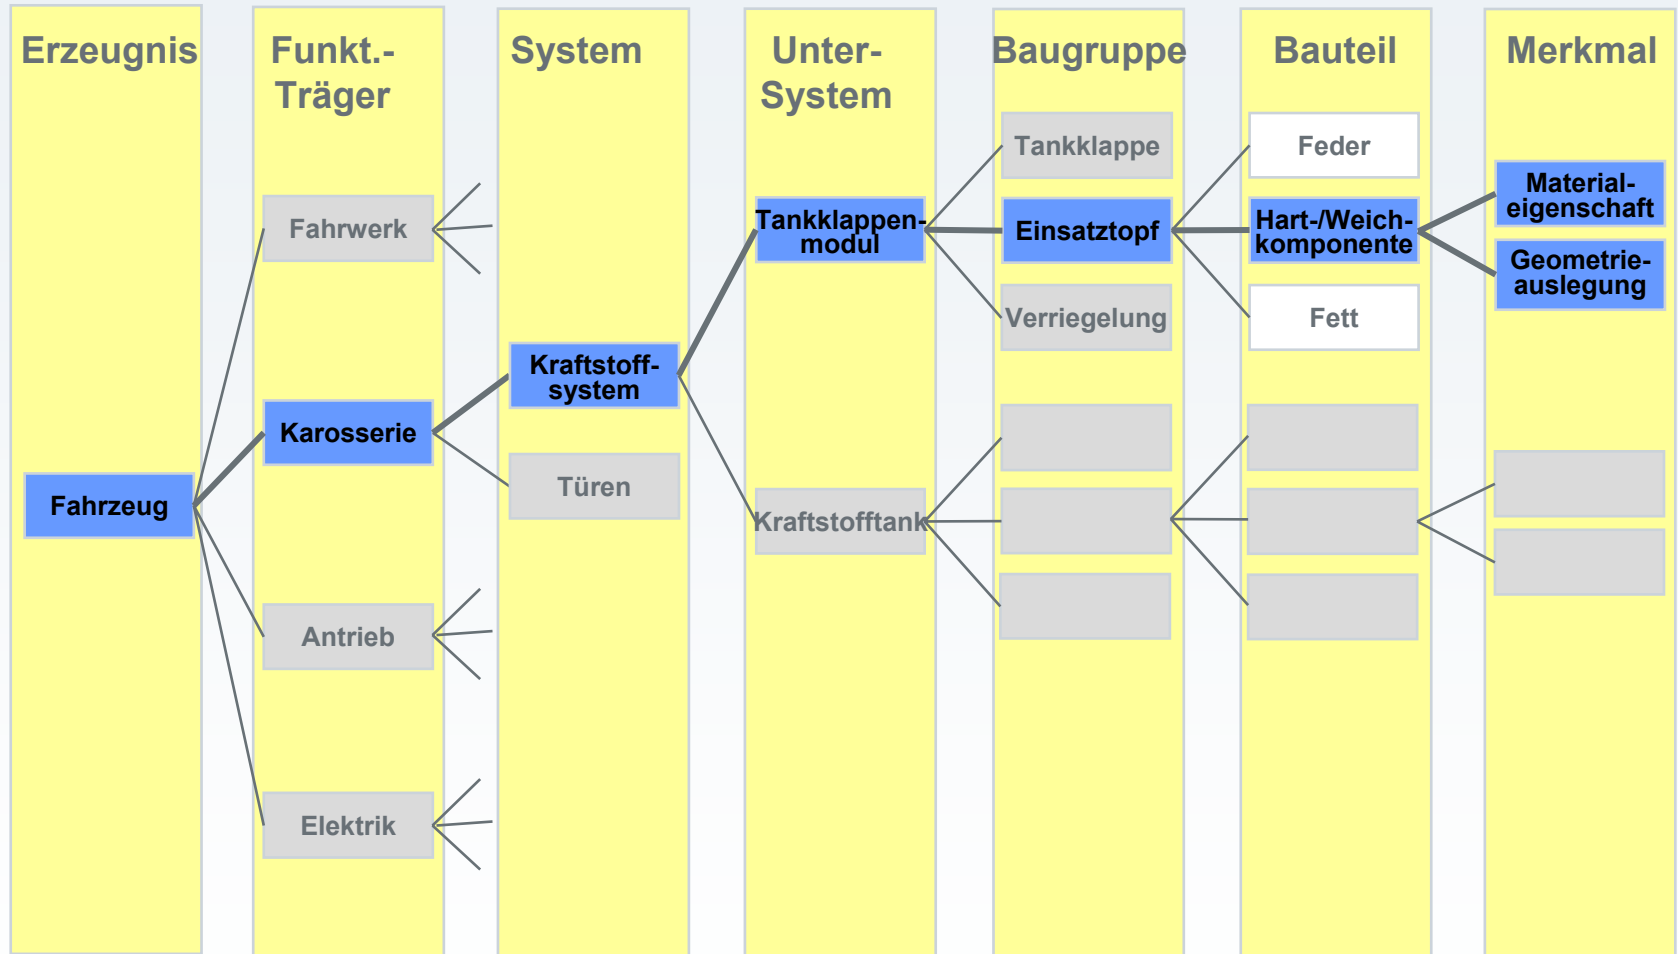 Erzeugnis
Funkt.-
Träger
System
Unter-
System
Baugruppe
Bauteil
Merkmal
Fahrzeug
Fahrwerk
Karosserie
Antrieb
Elektrik
Kraftstoff-
system
Türen
Tankklappen-
modul
Kraftstofftank
Tankklappe
Einsatztopf
Verriegelung
Feder
Hart-/Weich-
komponente
Fett
Material-
eigenschaft
Geometrie-
auslegung